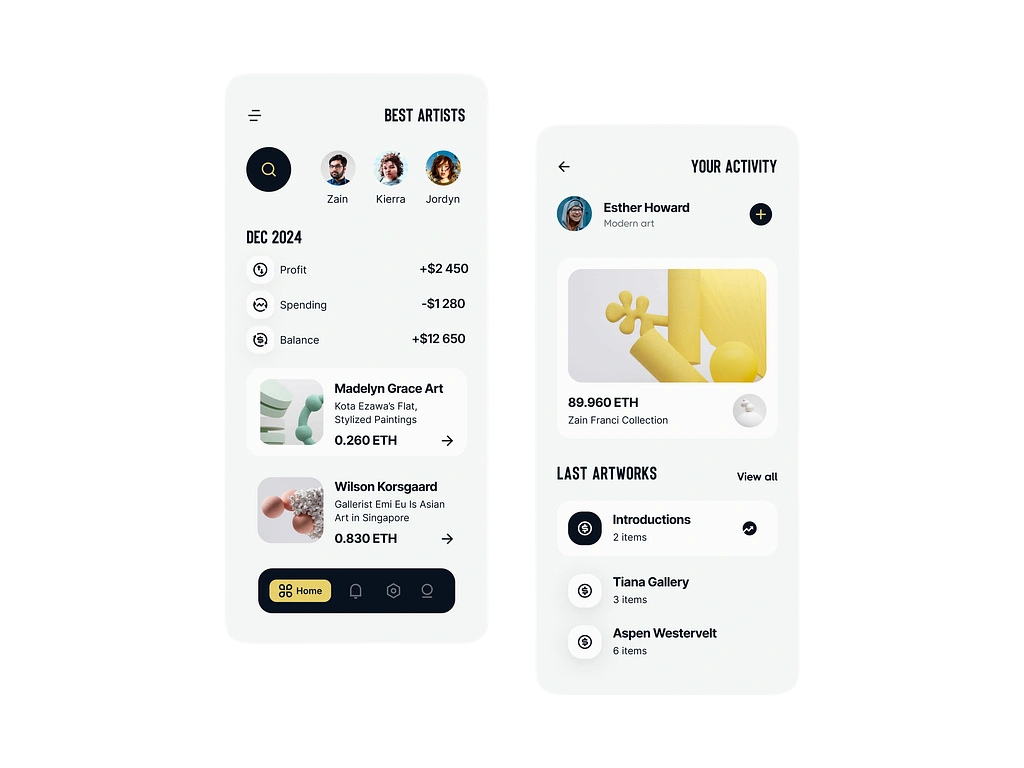 BEST ARTISTS
Zain
Kierra
Jordyn
DEC 2024
Profit
+$2 450
Spending
-$1 280
Balance
+$12 650
Madelyn Grace Art
Kota Ezawa's Flat,
Stylized Paintings
0.260 ETH
Wilson Korsgaard
Gallerist Emi Eu Is Asian
Art in Singapore
0.830 ETH
Home
YOUR ACTIVITY
Esther Howard
Modern art
89.960 ETH
Zain Franci Collection
LAST ARTWORKS
View all
Introductions
2 items
Tiana Gallery
3 items
Aspen Westervelt
6 items